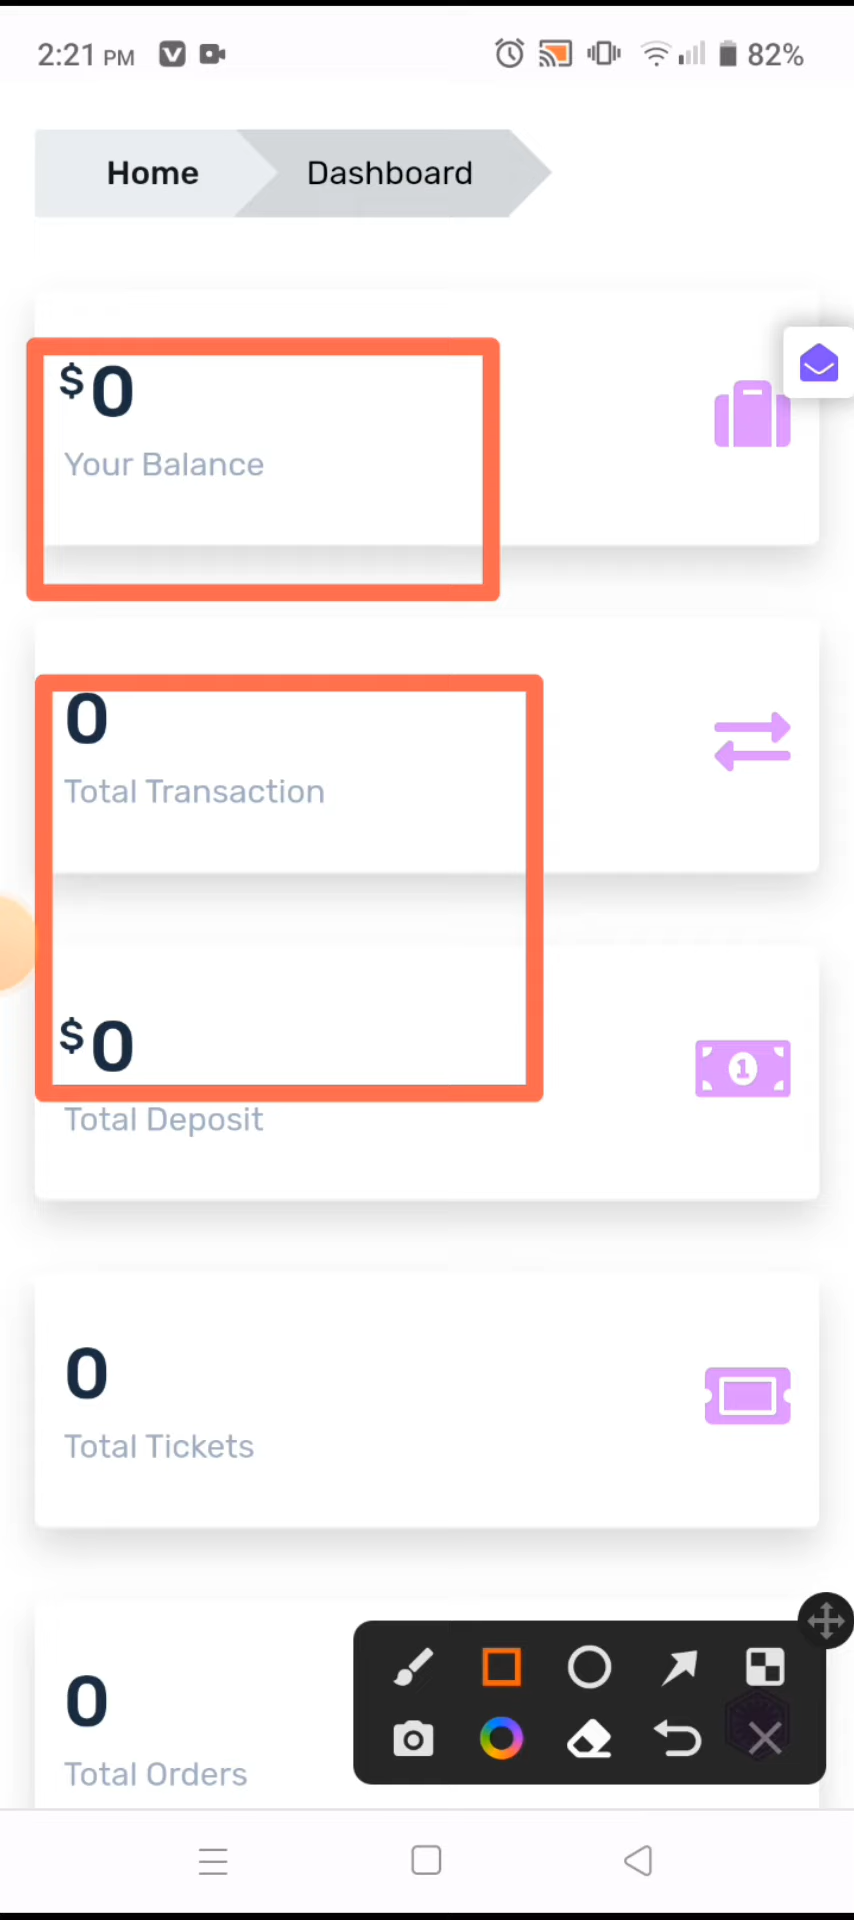 2:21 PM V 82%
Home Dashboard
$0
Your Balance
0
Total Transaction
$0
1
Total Deposit
0
Total Tickets
0
Total Orders